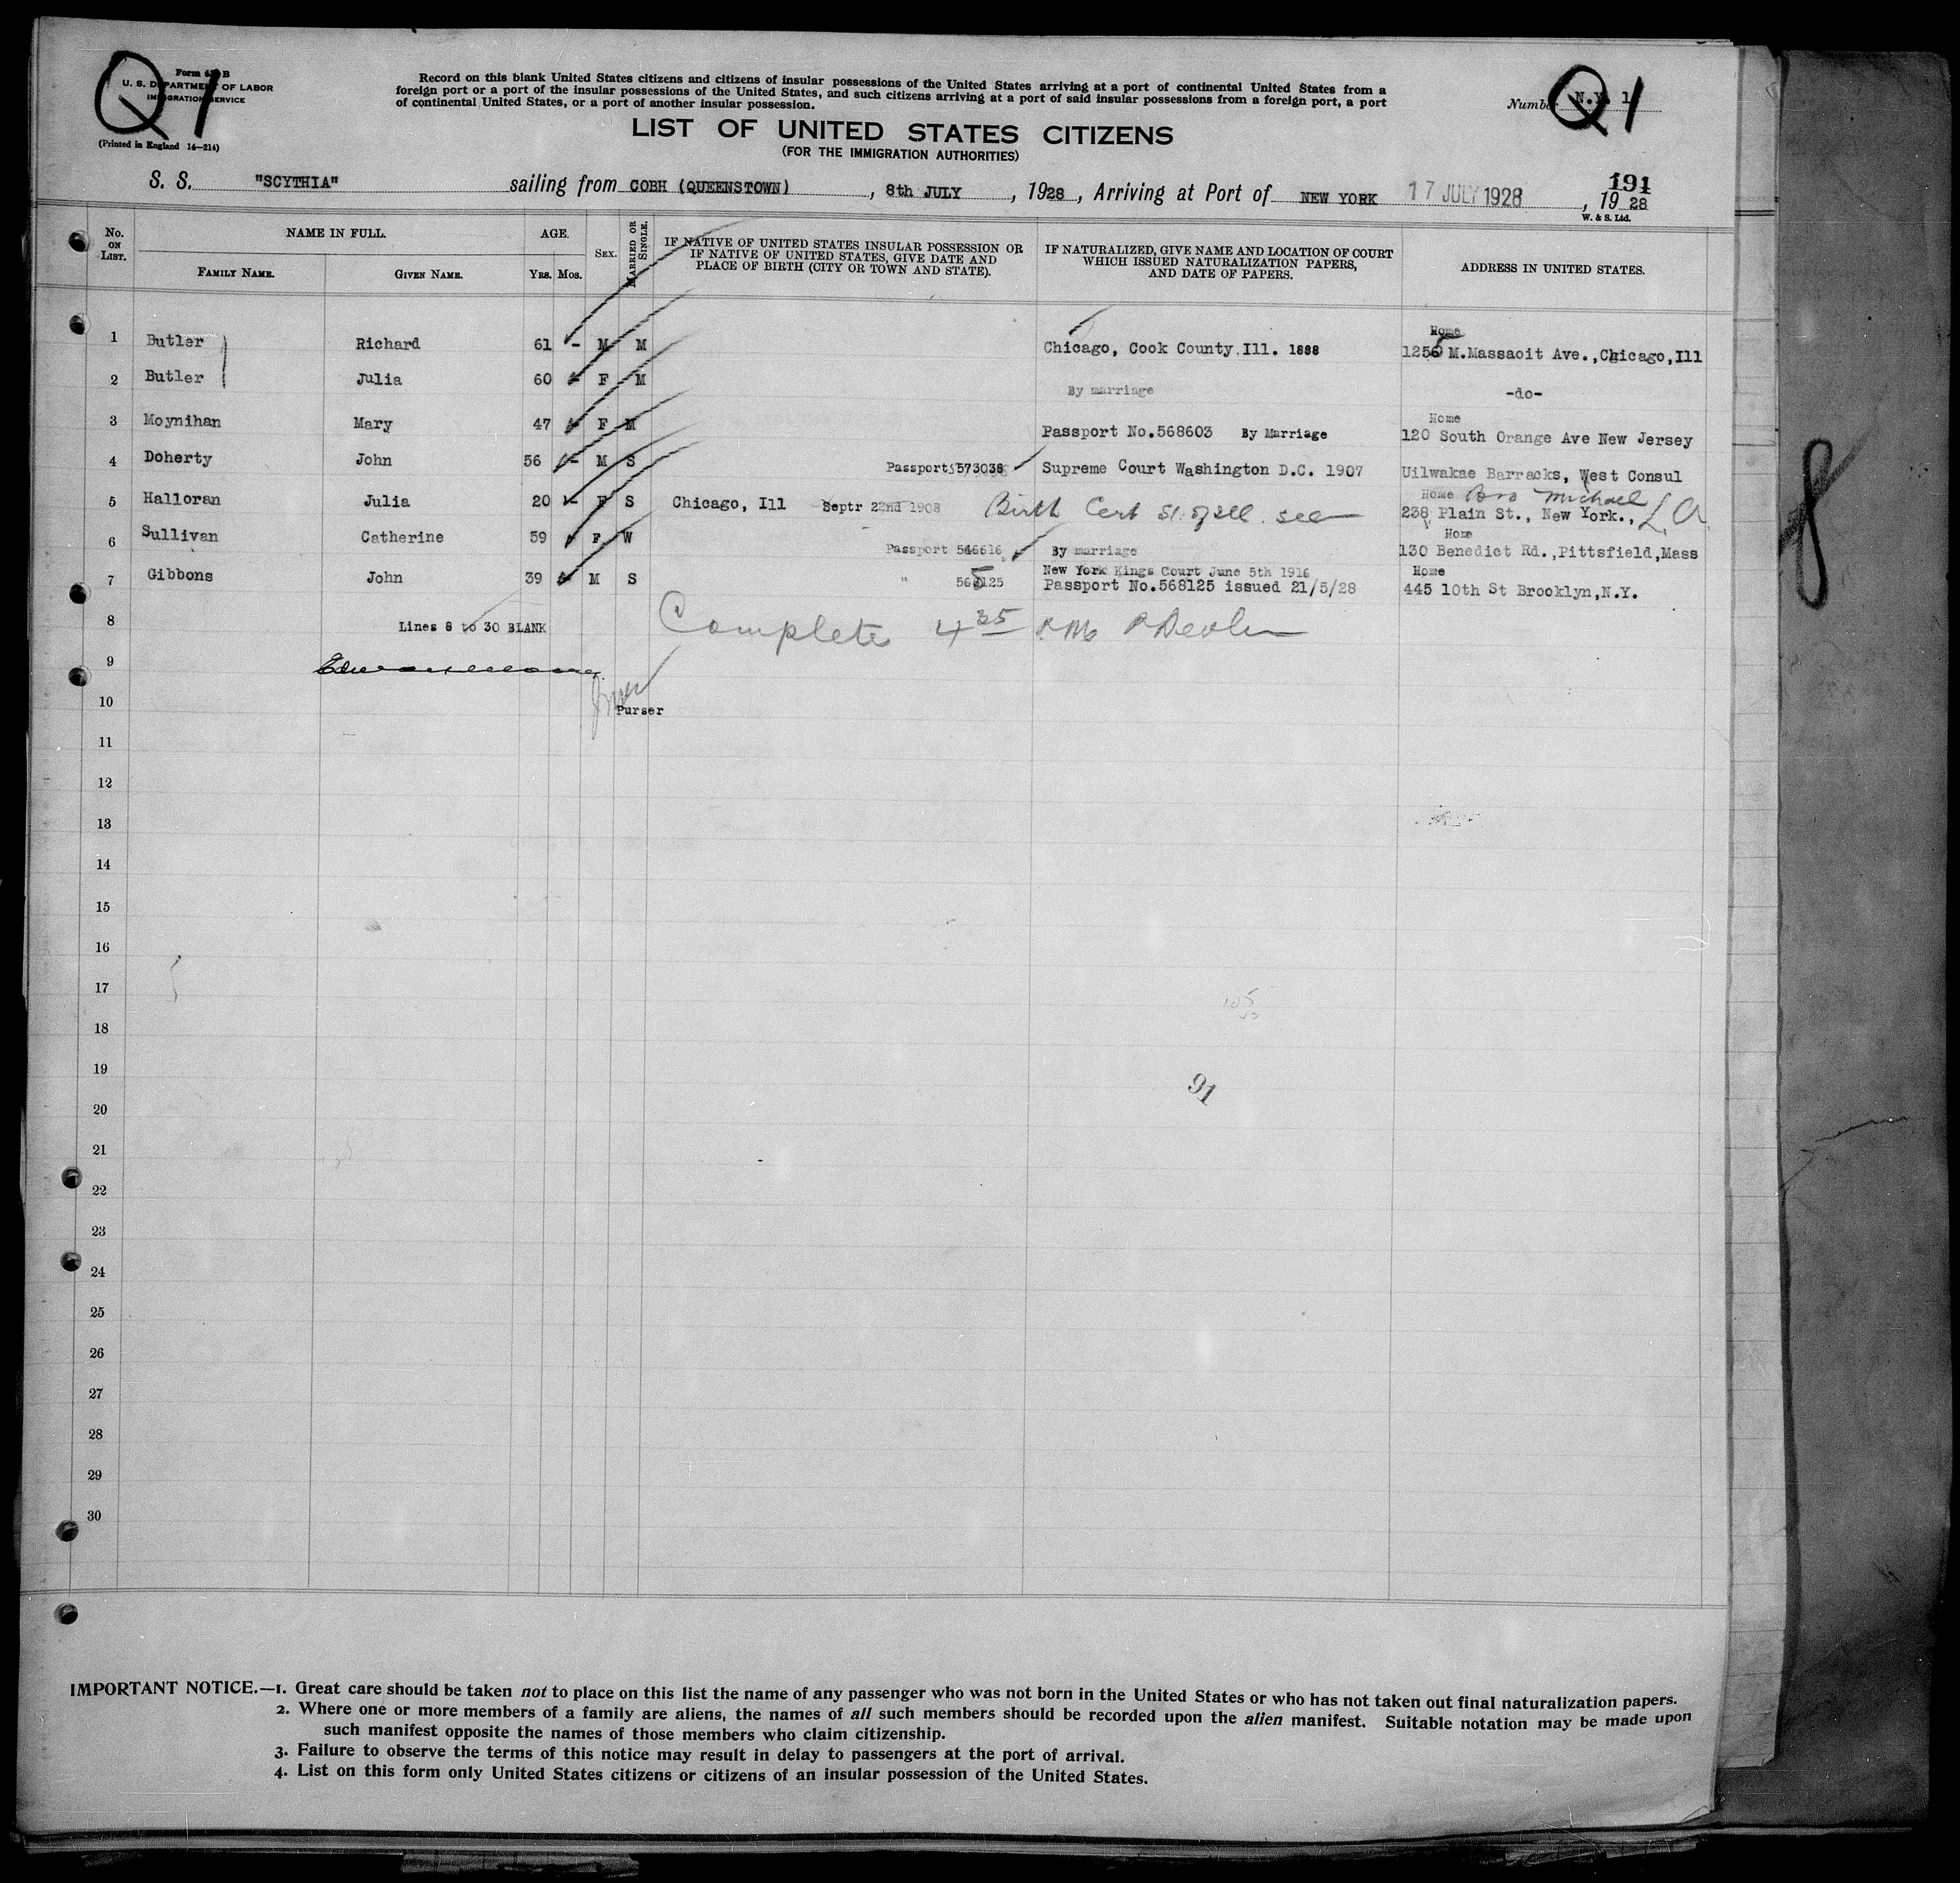 Q1
Form 630 B
U. S. DEPARTMENT OF LABOR
IMMIGRATION SERVICE
(Printed in England 14—214)
Record on this blank United States citizens and citizens of insular possessions of the United States arriving at a port of continental United States from a
foreign port or a port of the insular possessions of the United States, and such citizens arriving at a port of said insular possessions from a foreign port, a port
of continental United States, or a port of another insular possession.
Number N.Y. 1
Q1
LIST OF UNITED STATES CITIZENS
(FOR THE IMMIGRATION AUTHORITIES)
191
S. S. "SCYTHIA" sailing from COBH (QUEENSTOWN), 8th JULY, 1928, Arriving at Port of NEW YORK 17 JULY 1928, 1928
W. & S. Ltd.
No. ON LIST. NAME IN FULL. FAMILY NAME. GIVEN NAME. AGE. YRS. MOS. SEX. MARRIED OR SINGLE. IF NATIVE OF UNITED STATES INSULAR POSSESSION OR IF NATIVE OF UNITED STATES, GIVE DATE AND PLACE OF BIRTH (CITY OR TOWN AND STATE). IF NATURALIZED, GIVE NAME AND LOCATION OF COURT WHICH ISSUED NATURALIZATION PAPERS, AND DATE OF PAPERS. ADDRESS IN UNITED STATES.
Home
1 Butler Richard 61 - M M Chicago, Cook County.Ill. 1888 1255 M.Massaoit Ave.,Chicago,Ill
2 Butler Julia 60 - F M By marriage -do-
Home
3 Moynihan Mary 47 F M Passport No.568603 By Marriage 120 South Orange Ave New Jersey
4 Doherty John 56 - M S Passport 573038 Supreme Court Washington D.C. 1907 Uilwakae Barracks, West Consul
Home Bro Michael
5 Halloran Julia 20 - F S Chicago, Ill Septr 22nd 1908 Birth Cert 238 Plain St., New York.,
Home
6 Sullivan Catherine 59 F W Passport 546616 By marriage 130 Benedict Rd.,Pittsfield,Mass
New York Kings Court June 5th 1916 Home
7 Gibbons John 39 M S " 565125 Passport No.568125 issued 21/5/28 445 10th St Brooklyn,N.Y.
8 Lines 8 to 30 BLANK Complete 4 35 PM
9
10 Purser
11
12
13
14
15
16
17
18
19
91
20
21
22
23
24
25
26
27
28
29
30
IMPORTANT NOTICE.—1. Great care should be taken not to place on this list the name of any passenger who was not born in the United States or who has not taken out final naturalization papers.
2. Where one or more members of a family are aliens, the names of all such members should be recorded upon the alien manifest. Suitable notation may be made upon
such manifest opposite the names of those members who claim citizenship.
3. Failure to observe the terms of this notice may result in delay to passengers at the port of arrival.
4. List on this form only United States citizens or citizens of an insular possession of the United States.